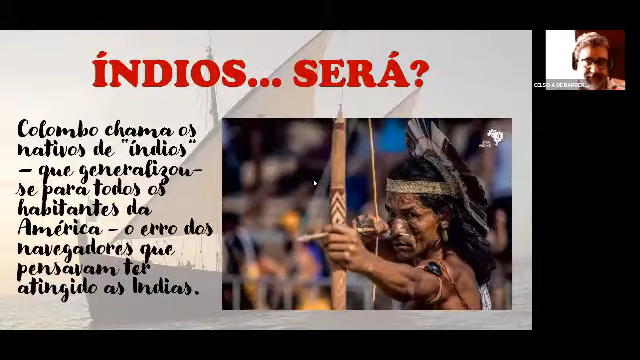 ÍNDIOS... SERÁ?
Colombo chama os
nativos de "índios"
– que generalizou-
se para todos os
habitantes da
América – o erro dos
navegadores que
pensavam ter
atingido as Indias.